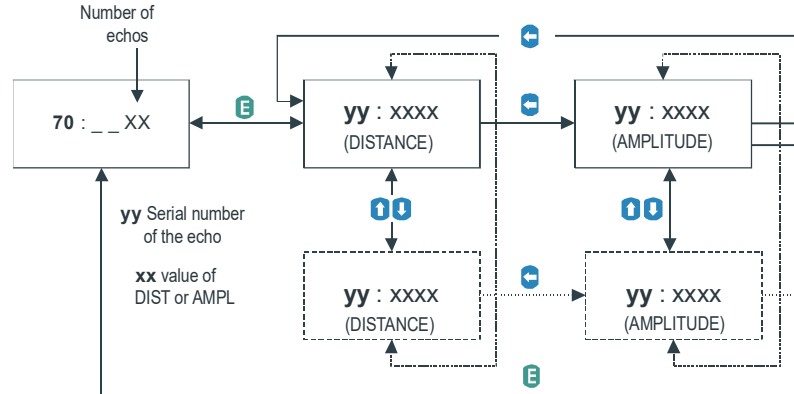 Number of
echos
70 : _ _ XX
E
yy : xxxx
(DISTANCE)
yy : xxxx
(AMPLITUDE)
yy Serial number
of the echo
xx value of
DIST or AMPL
yy : xxxx
(DISTANCE)
yy : xxxx
(AMPLITUDE)
E